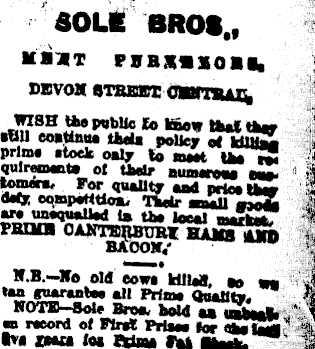 SOLE BROS.,
MEAT PURVEYORS,
DEVON STREET CENTRAL,
WISH the public to know that they
still continue their policy of killing
prime stock only to meet the re-
quirements of their numerous cus-
tomers. For quality and price they
defy competition. Their small goods
are unequalled in the local market.
PRIME CANTERBURY HAMS AND
BACON.
N.B.—No old cows killed, so we
can guarantee all Prime Quality.
NOTE—Sole Bros. hold an unbeat-
en record of First Prizes for the last
five years for Prime Fat Stock.